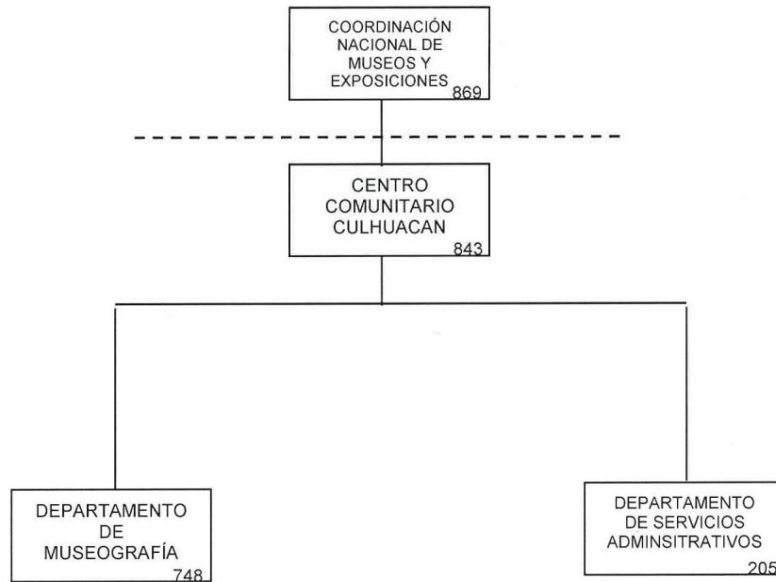 COORDINACIÓN
NACIONAL DE
MUSEOS Y
EXPOSICIONES
869
CENTRO
COMUNITARIO
CULHUACAN
843
DEPARTAMENTO
DE
MUSEOGRAFÍA
748
DEPARTAMENTO
DE SERVICIOS
ADMINSITRATIVOS
205